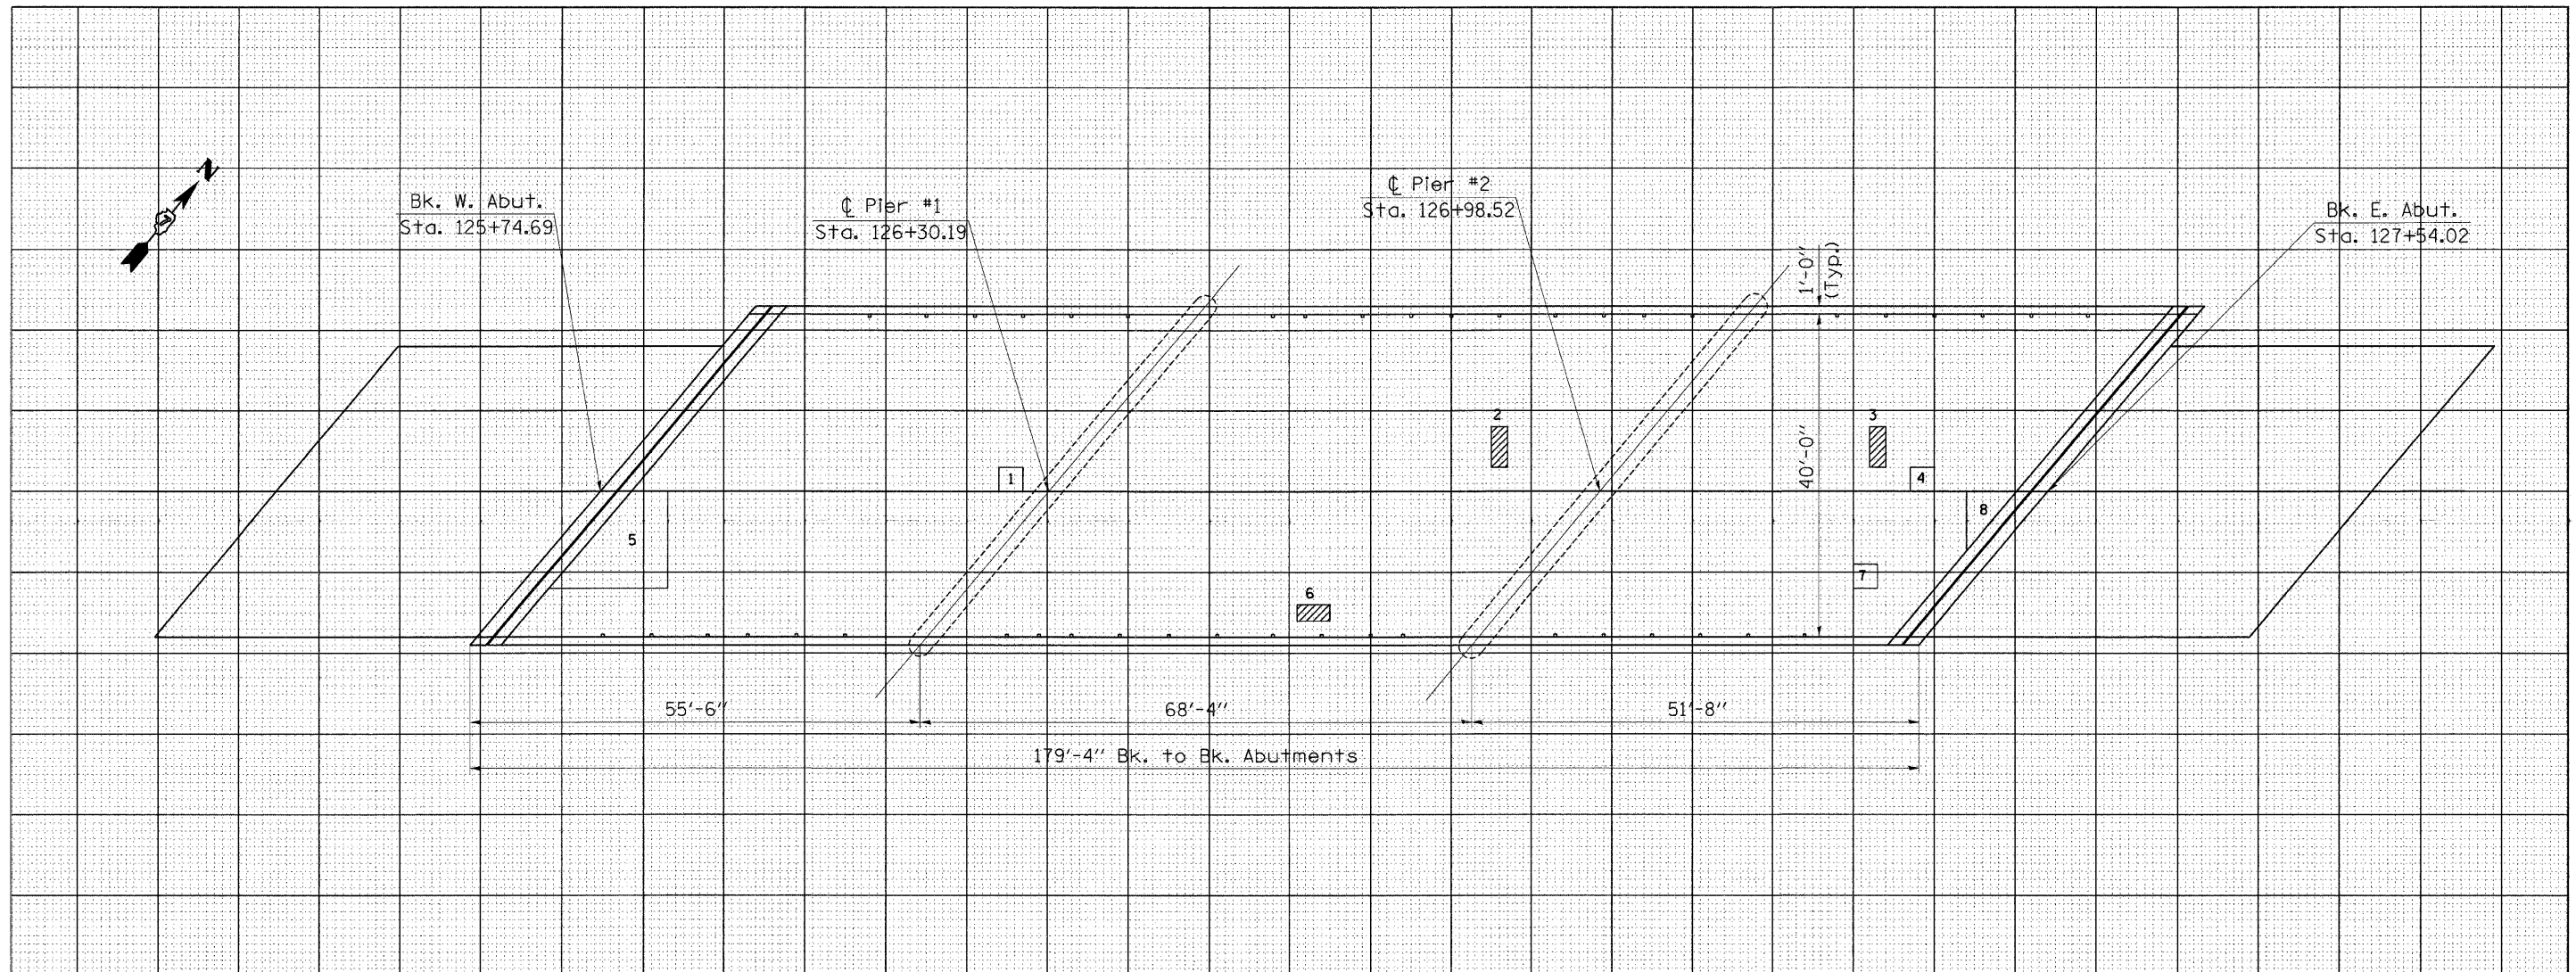 N
Bk. W. Abut.
Sta. 125+74.69
℄ Pier #1
Sta. 126+30.19
℄ Pier #2
Sta. 126+98.52
1'-0"
(Typ.)
Bk. E. Abut.
Sta. 127+54.02
2
3
40'-0"
1
4
8
5
7
6
55'-6"
68'-4"
51'-8"
179'-4" Bk. to Bk. Abutments